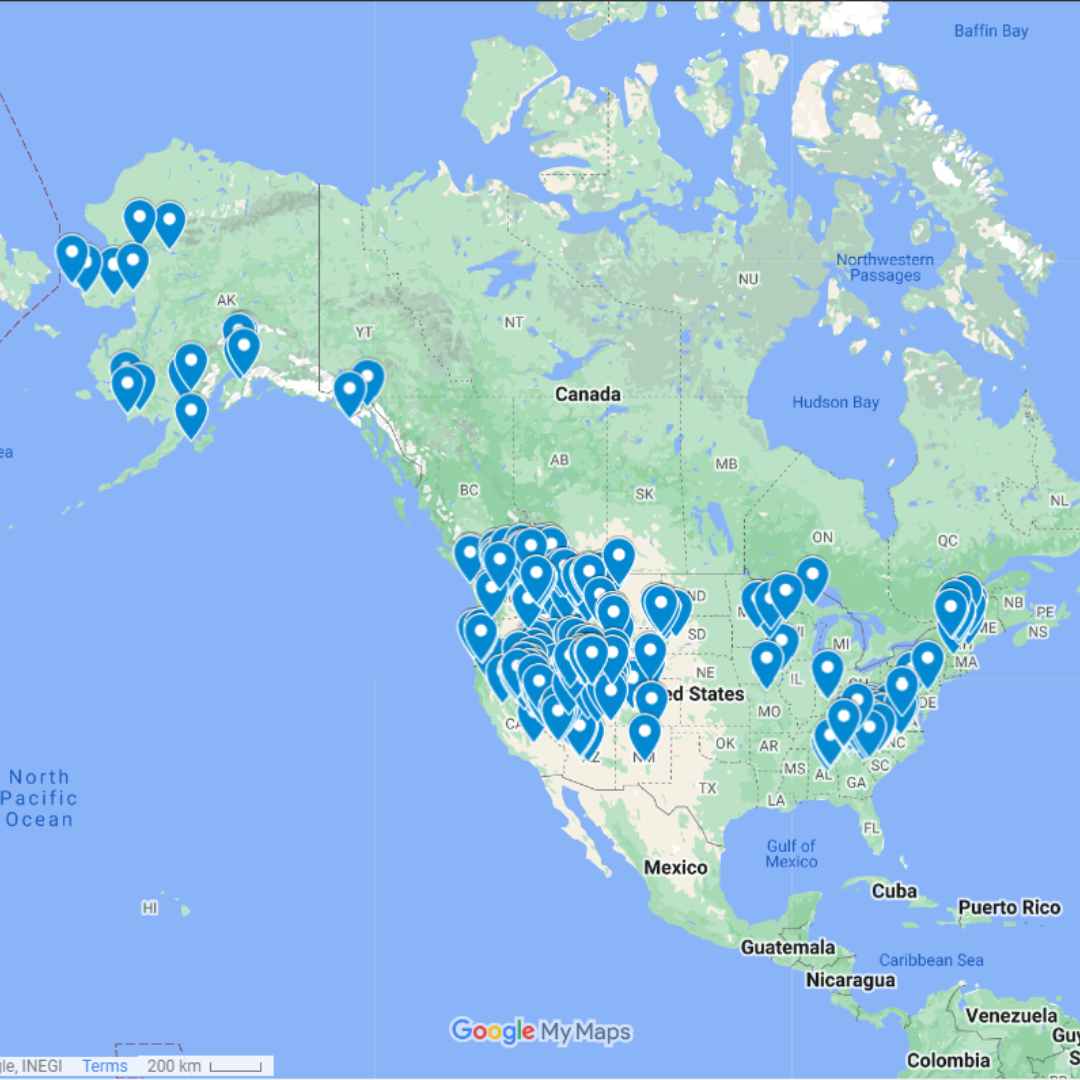 Baffin Bay
Northwestern
Passages
NU
AK
YT
NT
Canada
Hudson Bay
AB
MB
BC
SK
NL
ON
QC
ND
NB
PE
ME
NS
SD
MI
MA
NE
IL
ed States
DE
MO
CA
OK
AR
NC
NM
SC
MS
AL
GA
TX
LA
North
Pacific
Ocean
FL
Gulf of
Mexico
Mexico
Cuba
HI
Puerto Rico
Guatemala
Caribbean Sea
Nicaragua
Venezuela
Google My Maps
Guy
Colombia
gle, INEGI Terms 200 km